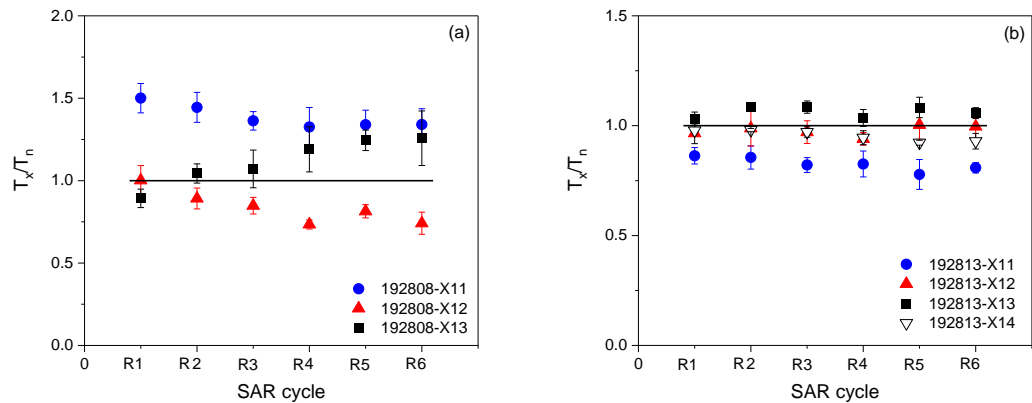 (a)
2.0
1.5
1.0
0.5
0.0
Tx/Tn
0 R1 R2 R3 R4 R5 R6
SAR cycle
192808-X11
192808-X12
192808-X13
(b)
1.5
1.0
0.5
0.0
Tx/Tn
0 R1 R2 R3 R4 R5 R6
SAR cycle
192813-X11
192813-X12
192813-X13
192813-X14